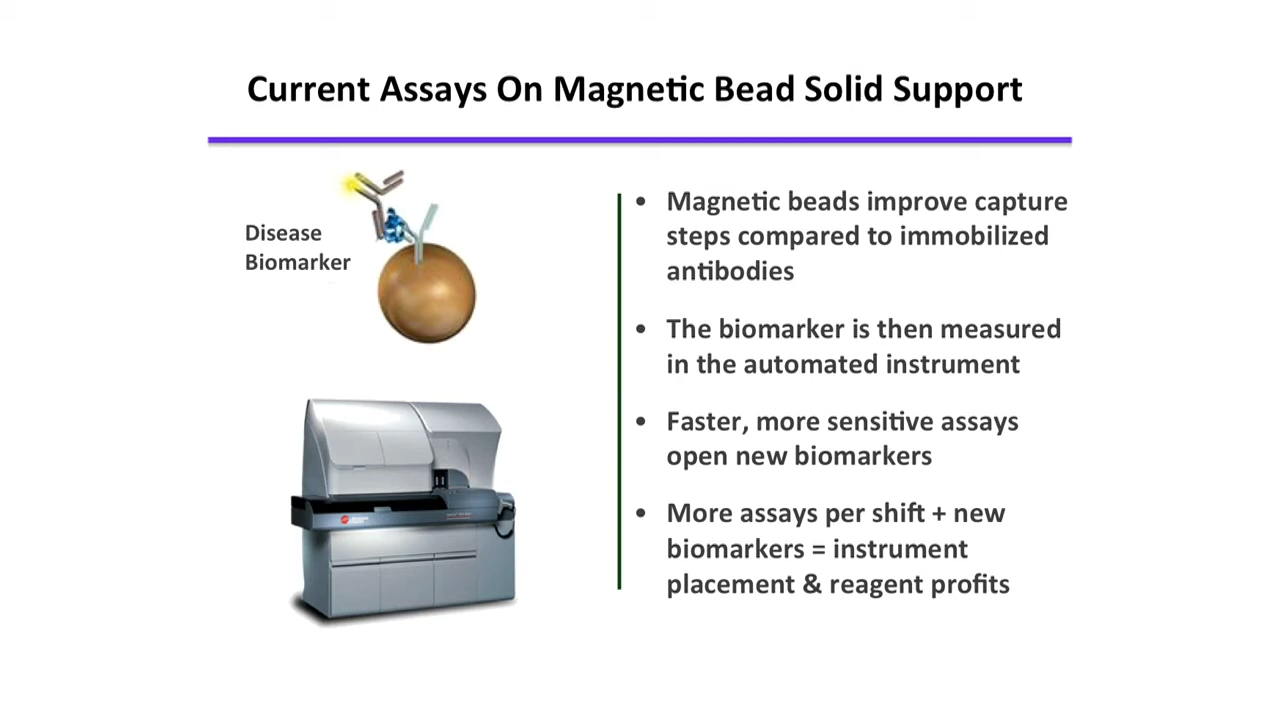 Current Assays On Magnetic Bead Solid Support
Disease
Biomarker
• Magnetic beads improve capture
steps compared to immobilized
antibodies
• The biomarker is then measured
in the automated instrument
• Faster, more sensitive assays
open new biomarkers
• More assays per shift + new
biomarkers = instrument
placement & reagent profits